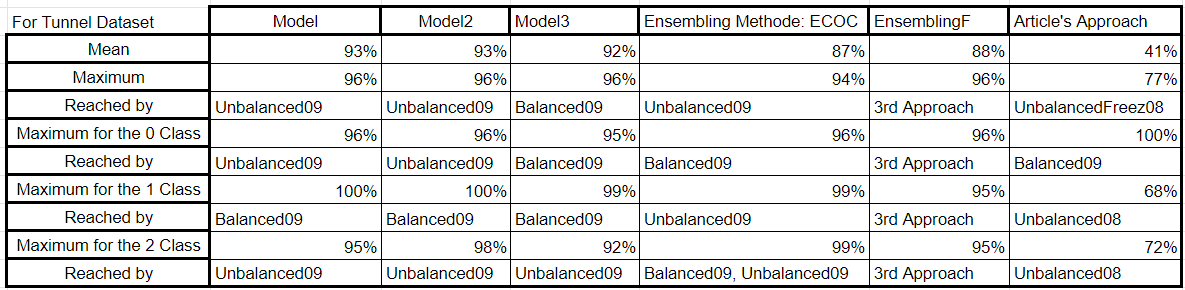 For Tunnel Dataset Model Model2 Model3 Ensembling Methode: ECOC EnsemblingF Article's Approach
Mean 93% 93% 92% 87% 88% 41%
Maximum 96% 96% 96% 94% 96% 77%
Reached by Unbalanced09 Unbalanced09 Balanced09 Unbalanced09 3rd Approach UnbalancedFreez08
Maximum for the 0 Class 96% 96% 95% 96% 96% 100%
Reached by Unbalanced09 Unbalanced09 Balanced09 Balanced09 3rd Approach Balanced09
Maximum for the 1 Class 100% 100% 99% 99% 95% 68%
Reached by Balanced09 Balanced09 Balanced09 Unbalanced09 3rd Approach Unbalanced08
Maximum for the 2 Class 95% 98% 92% 99% 95% 72%
Reached by Unbalanced09 Unbalanced09 Unbalanced09 Balanced09, Unbalanced09 3rd Approach Unbalanced08